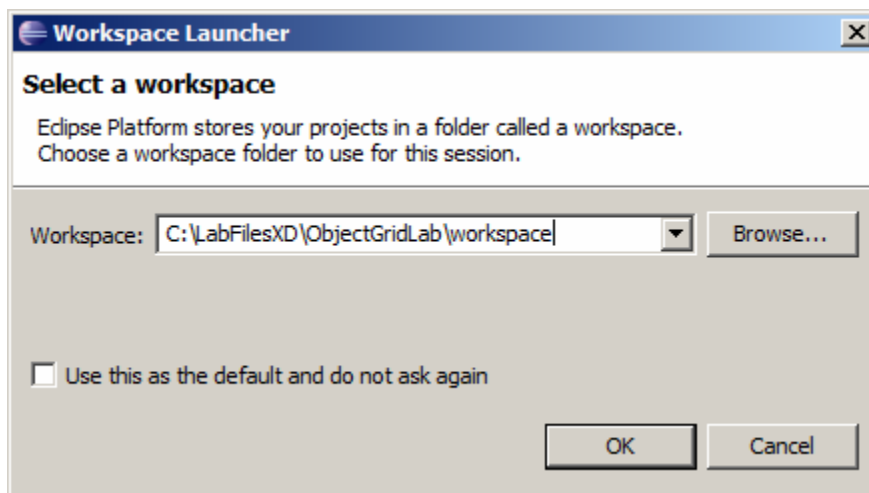 Workspace Launcher
Select a workspace
Eclipse Platform stores your projects in a folder called a workspace.
Choose a workspace folder to use for this session.
Workspace: C:\LabFilesXD\ObjectGridLab\workspace Browse...
Use this as the default and do not ask again
OK Cancel